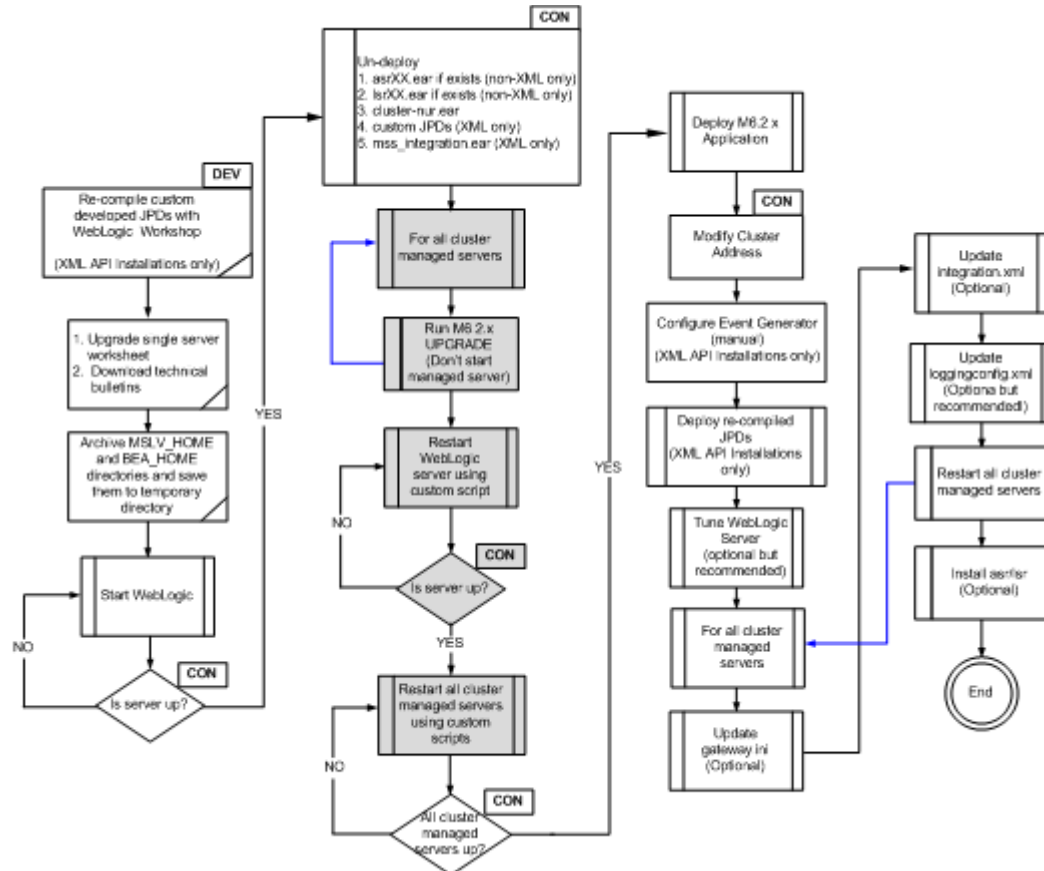 DEV
Re-compile custom
developed JPDs with
WebLogic Workshop
(XML API Installations only)
1. Upgrade single server
worksheet
2. Download technical
bulletins
Archive MSLV_HOME
and BEA_HOME
directories and save
them to temporary
directory
Start WebLogic
NO
CON
Is server up?
YES
CON
Un-deploy
1. asrXX.ear if exists (non-XML only)
2. lsrXX.ear if exists (non-XML only)
3. cluster-nur.ear
4. custom JPDs (XML only)
5. mss_integration.ear (XML only)
For all cluster
managed servers
Run M6.2.x
UPGRADE
(Don't start
managed server)
Restart
WebLogic
server using
custom script
NO
CON
Is server up?
YES
Restart all cluster
managed servers
using custom
scripts
NO
CON
All cluster
managed
servers up?
YES
Deploy M6.2.x
Application
CON
Modify Cluster
Address
Configure Event Generator
(manual)
(XML API Installations only)
Deploy re-compiled
JPDs
(XML API Installations
only)
Tune WebLogic
Server
(optional but
recommended)
For all cluster
managed
servers
Update
gateway ini
(Optional)
Update
integration.xml
(Optional)
Update
loggingconfig.xml
(Optiona but
recommended!)
Restart all cluster
managed servers
Install asr/lsr
(Optional)
End